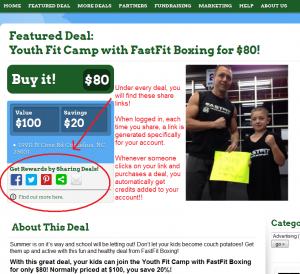 HOME FEATURED DEAL MORE DEALS PARTNERS FUNDRAISING MARKETING HELP ABOUT US
Featured Deal:
Youth Fit Camp with FastFit Boxing for $80!
Buy it! $80
Value
$100
Savings
$20
Get Rewards by Sharing Deals!
Find out more here.
Under every deal, you
will find these share
links!
When logged in, each
time you share, a link is
generated specifically
for your account.
Whenever someone
clicks on your link and
purchases a deal, you
automatically get
credits added to your
account!!
About This Deal
Summer is on it's way and school will be letting out! Don't let your kids become couch potatoes! Get
them up and active with this fun and healthy deal from FastFit Boxing!
With this great deal, your kids can join the Youth Fit Camp with FastFit Boxing
for only $80! Normally priced at $100, you save 20%!
Categ
Advertising (
go >